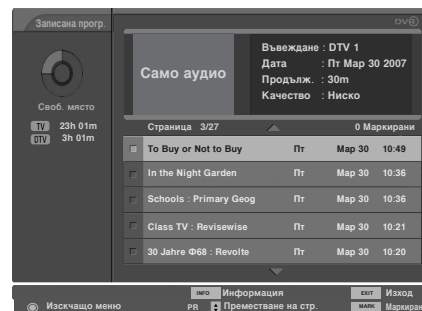 Записана прогр.
DVR
Въвеждане : DTV 1
Дата : Пт Мар 30 2007
Продълж. : 30m
Качество : Ниско
Само аудио
Своб. място
TV 23h 01m
DTV 3h 01m
Страница 3/27 0 Маркирани
To Buy or Not to Buy Пт Мар 30 10:49
In the Night Garden Пт Мар 30 10:36
Schools : Primary Geog Пт Мар 30 10:36
Class TV : Revisewise Пт Мар 30 10:21
30 Jahre Ф68 : Revolte Пт Мар 30 10:20
INFO Информация EXIT Изход
Изскчащо меню PR Преместване на стр. MARK Маркиран